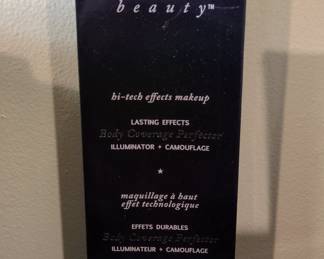 beauty™
hi-tech effects makeup
LASTING EFFECTS
Body Coverage Perfector
ILLUMINATOR + CAMOUFLAGE
*
maquillage à haut
effet technologique
EFFETS DURABLES
Body Coverage Perfector
ILLUMINATEUR + CAMOUFLAGE